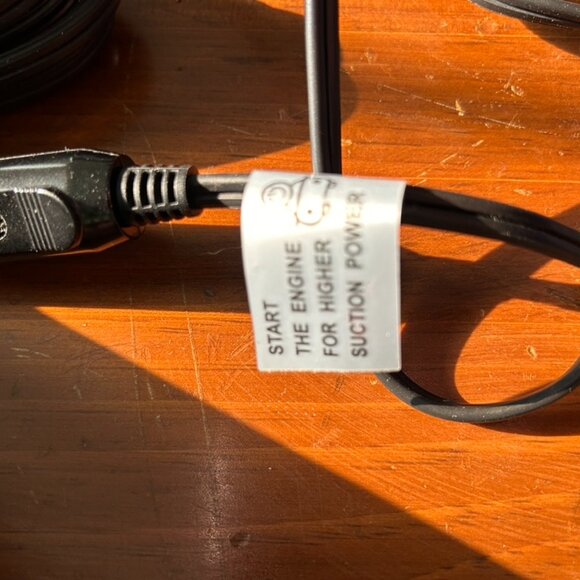 START
THE ENGINE
FOR HIGHER
SUCTION POWER